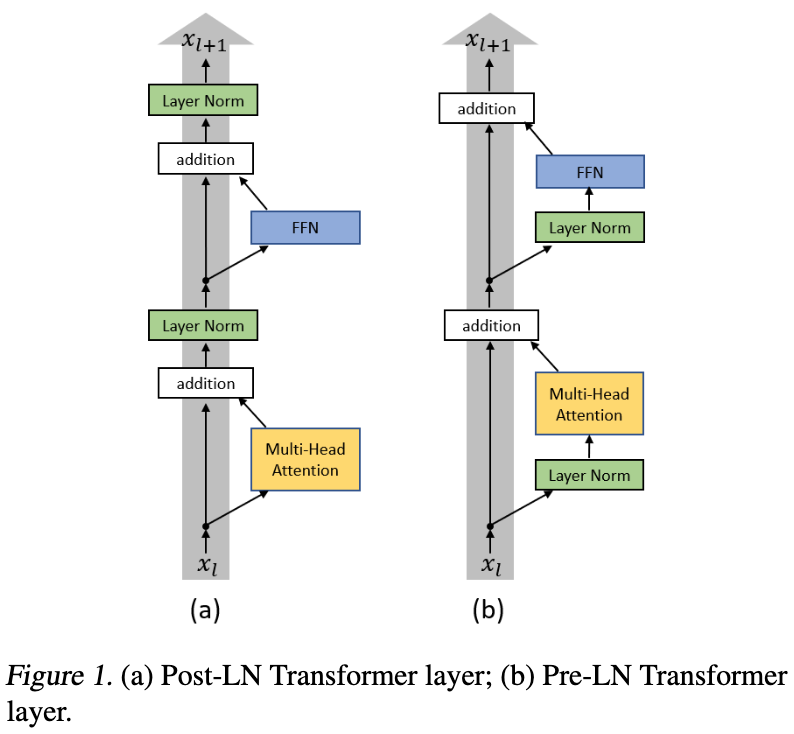 x_{l+1}
Layer Norm
addition
FFN
Layer Norm
addition
Multi-Head
Attention
x_l
(a)
x_{l+1}
addition
FFN
Layer Norm
addition
Multi-Head
Attention
Layer Norm
x_l
(b)
Figure 1. (a) Post-LN Transformer layer; (b) Pre-LN Transformer
layer.